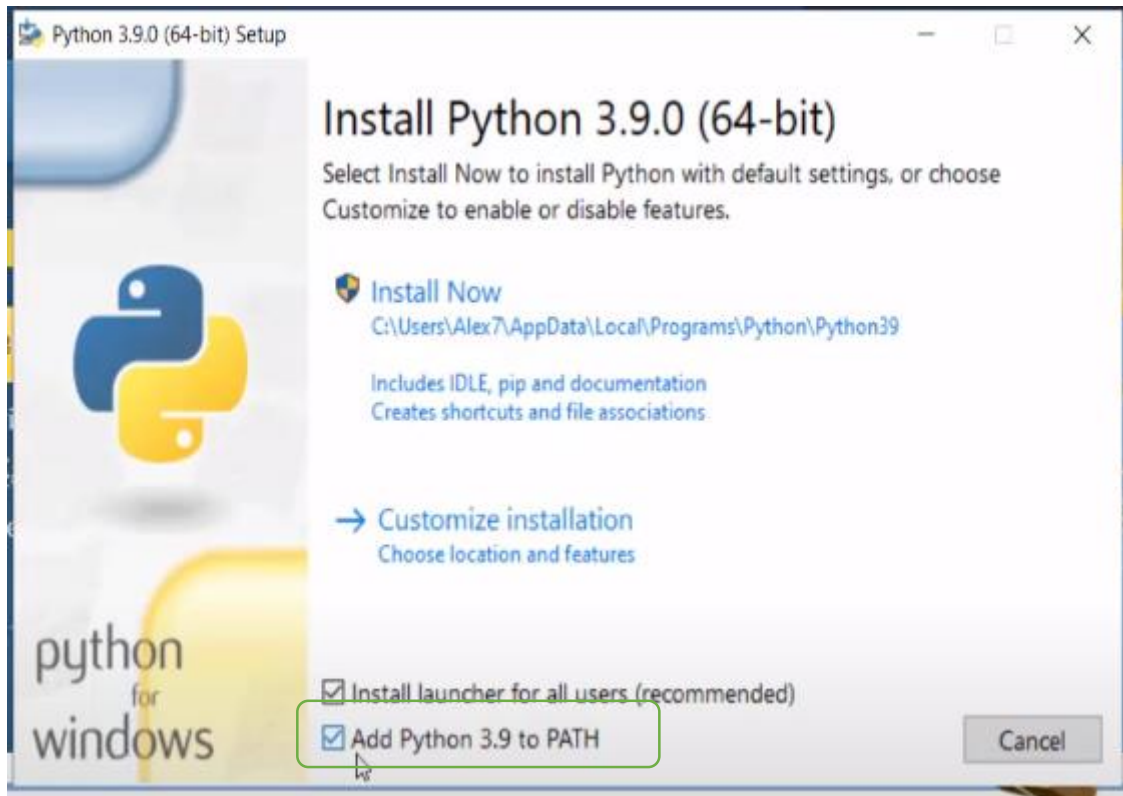 Python 3.9.0 (64-bit) Setup
Install Python 3.9.0 (64-bit)
Select Install Now to install Python with default settings, or choose
Customize to enable or disable features.
Install Now
C:\Users\Alex7\AppData\Local\Programs\Python\Python39
Includes IDLE, pip and documentation
Creates shortcuts and file associations
Customize installation
Choose location and features
python
for
windows
Install launcher for all users (recommended)
Add Python 3.9 to PATH
Cancel